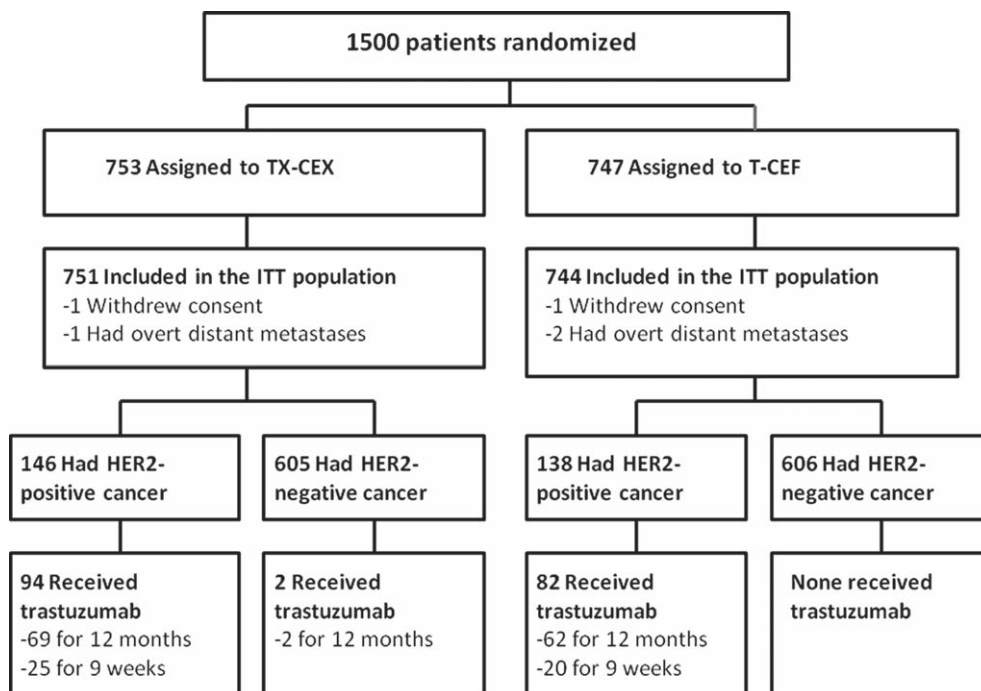 1500 patients randomized
753 Assigned to TX-CEX
747 Assigned to T-CEF
751 Included in the ITT population
-1 Withdrew consent
-1 Had overt distant metastases
744 Included in the ITT population
-1 Withdrew consent
-2 Had overt distant metastases
146 Had HER2-
positive cancer
605 Had HER2-
negative cancer
138 Had HER2-
positive cancer
606 Had HER2-
negative cancer
94 Received
trastuzumab
-69 for 12 months
-25 for 9 weeks
2 Received
trastuzumab
-2 for 12 months
82 Received
trastuzumab
-62 for 12 months
-20 for 9 weeks
None received
trastuzumab